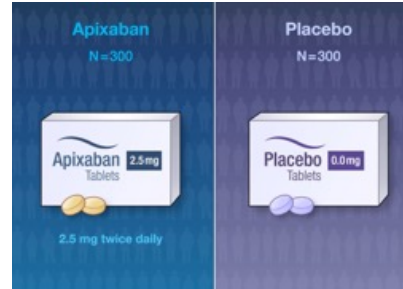 Apixaban
N=300
Apixaban 2.5mg
Tablets
2.5 mg twice daily
Placebo
N=300
Placebo 0.0mg
Tablets